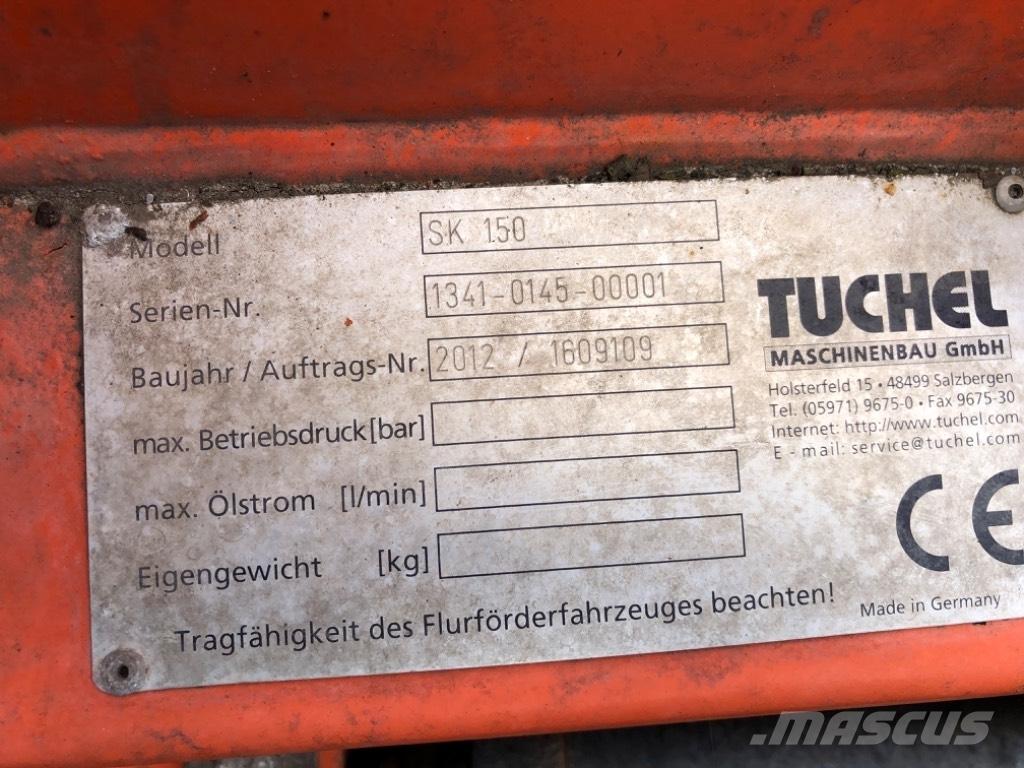 Modell SK 150
Serien-Nr. 1341-0145-00001
Baujahr / Auftrags-Nr. 2012 / 1609109
max. Betriebsdruck [bar]
max. Ölstrom [l/min]
Eigengewicht [kg]
Tragfähigkeit des Flurförderfahrzeuges beachten!
TUCHEL
MASCHINENBAU GmbH
Holsterfeld 15 • 48499 Salzbergen
Tel. (05971) 9675-0 • Fax 9675-30
Internet: http://www.tuchel.com
E - mail: service@tuchel.com
CE
Made in Germany
MASCUS